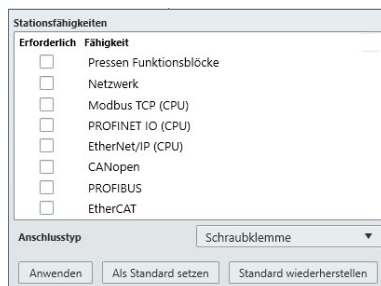 Stationsfähigkeiten
Erforderlich Fähigkeit
Pressen Funktionsblöcke
Netzwerk
Modbus TCP (CPU)
PROFINET IO (CPU)
EtherNet/IP (CPU)
CANopen
PROFIBUS
EtherCAT
Anschlusstyp Schraubklemme
Anwenden Als Standard setzen Standard wiederherstellen